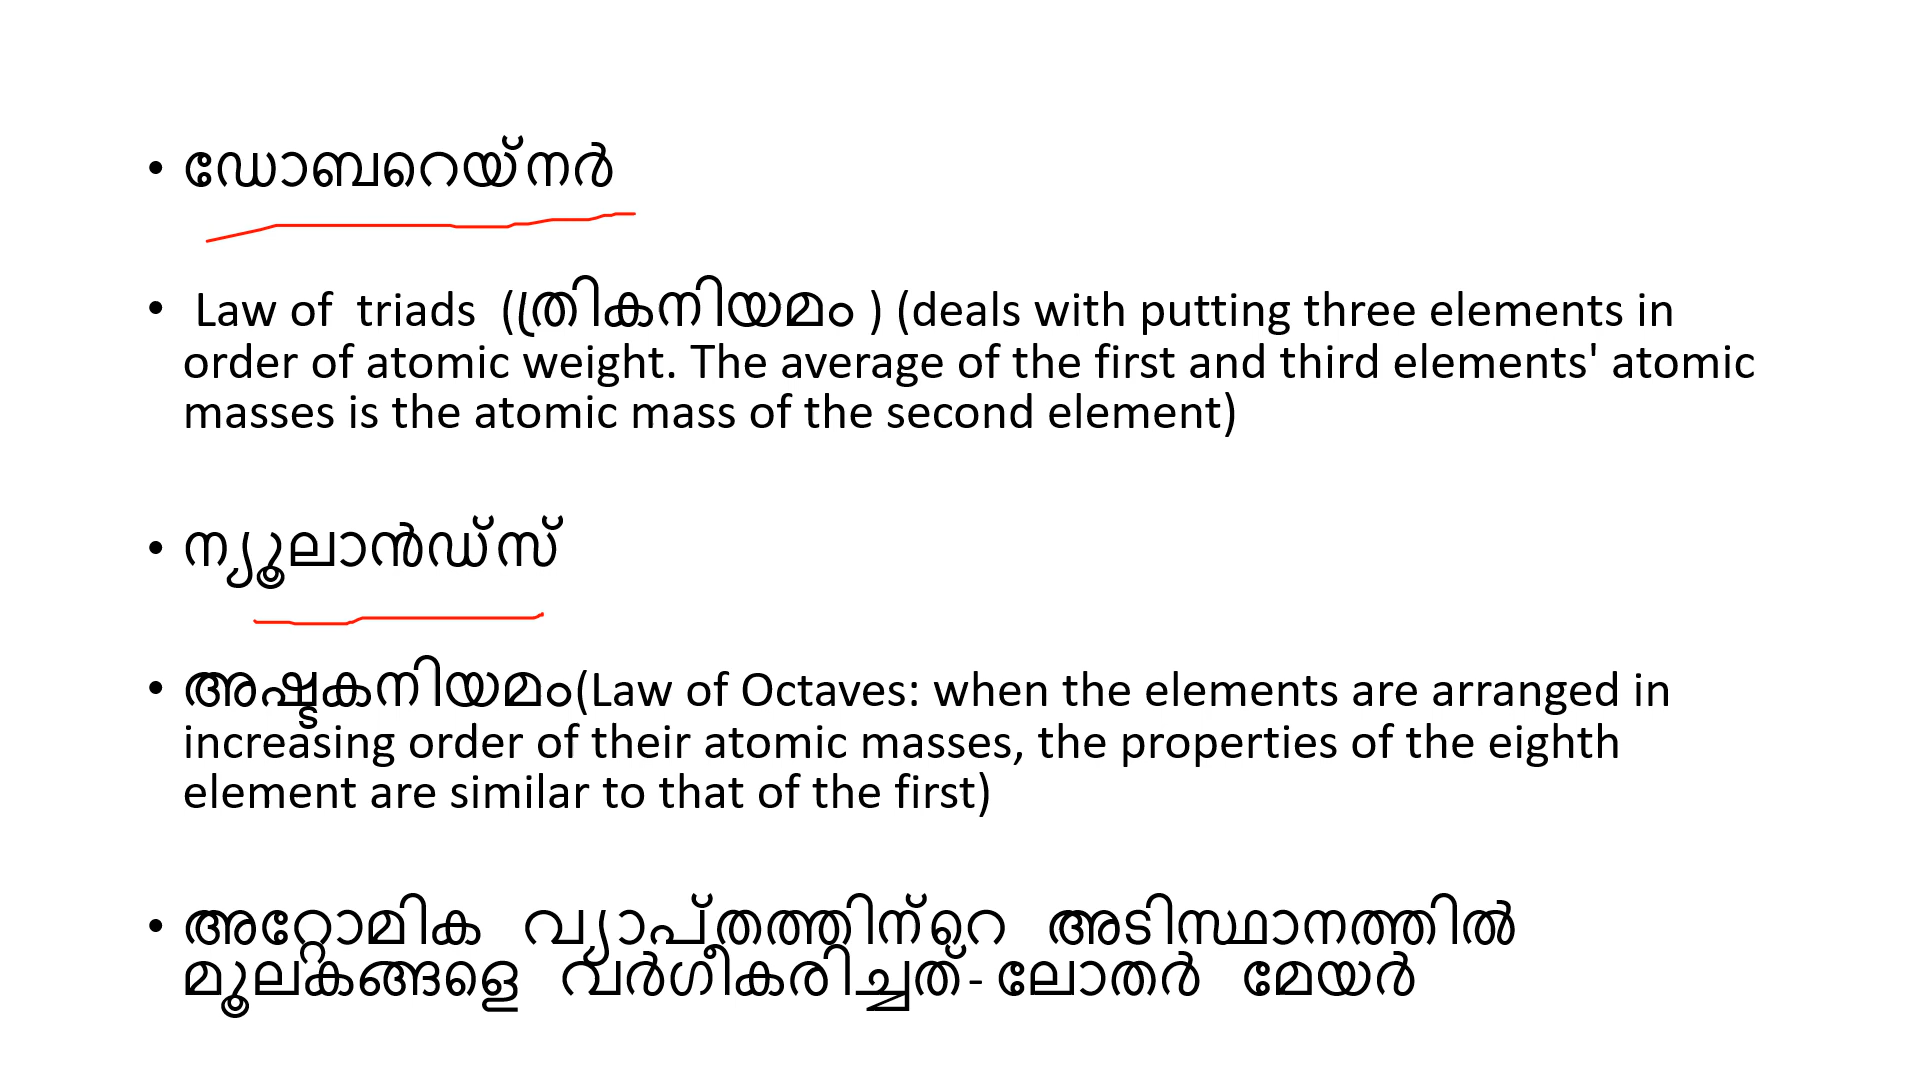 • ഡോബറെയ്നർ
• Law of triads (ത്രികനിയമം ) (deals with putting three elements in
order of atomic weight. The average of the first and third elements' atomic
masses is the atomic mass of the second element)
• ന്യൂലാൻഡ്സ്
• അഷ്ടകനിയമം(Law of Octaves: when the elements are arranged in
increasing order of their atomic masses, the properties of the eighth
element are similar to that of the first)
• അറ്റോമിക വ്യാപ്തത്തിന്റെ അടിസ്ഥാനത്തിൽ
മൂലകങ്ങളെ വർഗീകരിച്ചത്- ലോതർ മേയർ